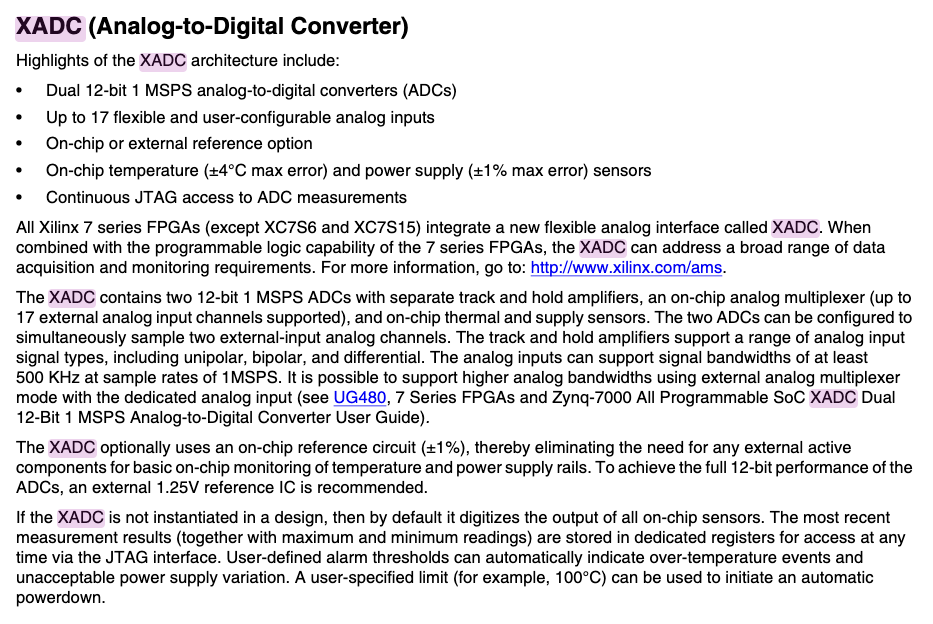 XADC (Analog-to-Digital Converter)
Highlights of the XADC architecture include:
• Dual 12-bit 1 MSPS analog-to-digital converters (ADCs)
• Up to 17 flexible and user-configurable analog inputs
• On-chip or external reference option
• On-chip temperature (±4°C max error) and power supply (±1% max error) sensors
• Continuous JTAG access to ADC measurements
All Xilinx 7 series FPGAs (except XC7S6 and XC7S15) integrate a new flexible analog interface called XADC. When
combined with the programmable logic capability of the 7 series FPGAs, the XADC can address a broad range of data
acquisition and monitoring requirements. For more information, go to: http://www.xilinx.com/ams.
The XADC contains two 12-bit 1 MSPS ADCs with separate track and hold amplifiers, an on-chip analog multiplexer (up to
17 external analog input channels supported), and on-chip thermal and supply sensors. The two ADCs can be configured to
simultaneously sample two external-input analog channels. The track and hold amplifiers support a range of analog input
signal types, including unipolar, bipolar, and differential. The analog inputs can support signal bandwidths of at least
500 KHz at sample rates of 1MSPS. It is possible to support higher analog bandwidths using external analog multiplexer
mode with the dedicated analog input (see UG480, 7 Series FPGAs and Zynq-7000 All Programmable SoC XADC Dual
12-Bit 1 MSPS Analog-to-Digital Converter User Guide).
The XADC optionally uses an on-chip reference circuit (±1%), thereby eliminating the need for any external active
components for basic on-chip monitoring of temperature and power supply rails. To achieve the full 12-bit performance of the
ADCs, an external 1.25V reference IC is recommended.
If the XADC is not instantiated in a design, then by default it digitizes the output of all on-chip sensors. The most recent
measurement results (together with maximum and minimum readings) are stored in dedicated registers for access at any
time via the JTAG interface. User-defined alarm thresholds can automatically indicate over-temperature events and
unacceptable power supply variation. A user-specified limit (for example, 100°C) can be used to initiate an automatic
powerdown.